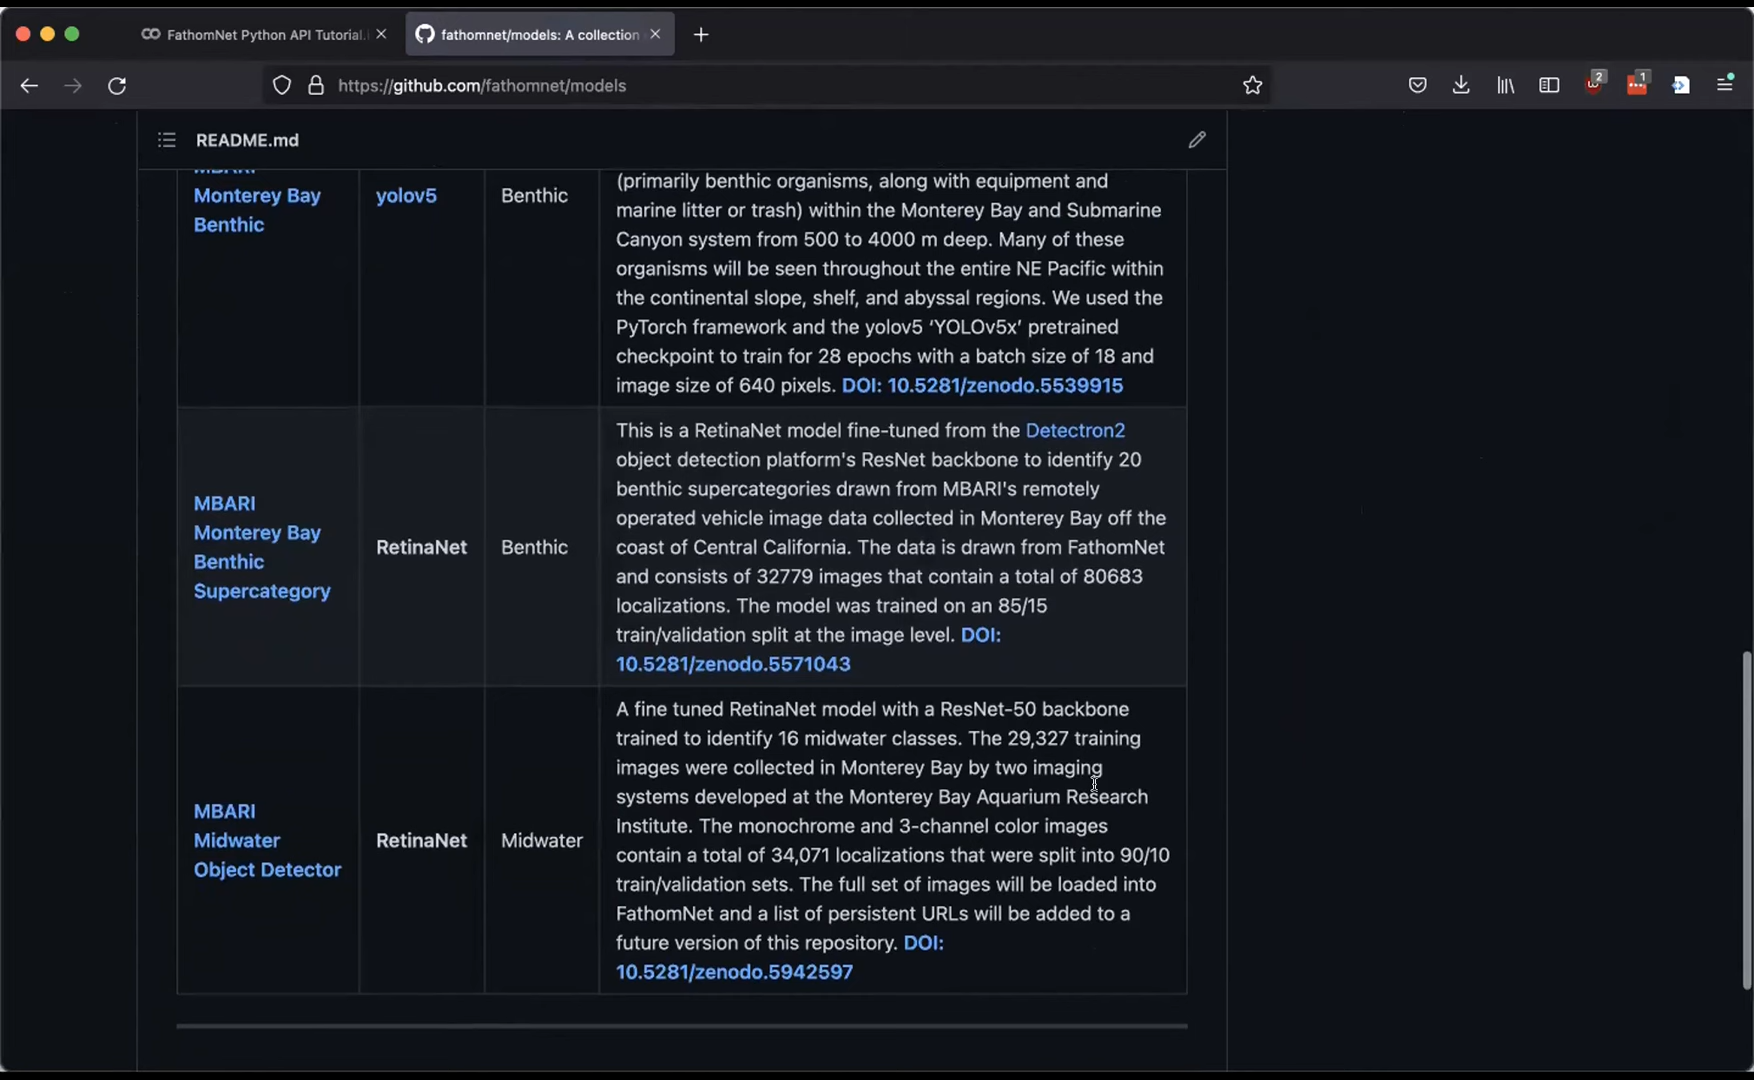 FathomNet Python API Tutorial.
fathomnet/models: A collection
https://github.com/fathomnet/models
2
1
README.md
MBARI
Monterey Bay
Benthic
yolov5
Benthic
(primarily benthic organisms, along with equipment and
marine litter or trash) within the Monterey Bay and Submarine
Canyon system from 500 to 4000 m deep. Many of these
organisms will be seen throughout the entire NE Pacific within
the continental slope, shelf, and abyssal regions. We used the
PyTorch framework and the yolov5 ‘YOLOv5x’ pretrained
checkpoint to train for 28 epochs with a batch size of 18 and
image size of 640 pixels. DOI: 10.5281/zenodo.5539915
MBARI
Monterey Bay
Benthic
Supercategory
RetinaNet
Benthic
This is a RetinaNet model fine-tuned from the Detectron2
object detection platform's ResNet backbone to identify 20
benthic supercategories drawn from MBARI's remotely
operated vehicle image data collected in Monterey Bay off the
coast of Central California. The data is drawn from FathomNet
and consists of 32779 images that contain a total of 80683
localizations. The model was trained on an 85/15
train/validation split at the image level. DOI:
10.5281/zenodo.5571043
MBARI
Midwater
Object Detector
RetinaNet
Midwater
A fine tuned RetinaNet model with a ResNet-50 backbone
trained to identify 16 midwater classes. The 29,327 training
images were collected in Monterey Bay by two imaging
systems developed at the Monterey Bay Aquarium Research
Institute. The monochrome and 3-channel color images
contain a total of 34,071 localizations that were split into 90/10
train/validation sets. The full set of images will be loaded into
FathomNet and a list of persistent URLs will be added to a
future version of this repository. DOI:
10.5281/zenodo.5942597